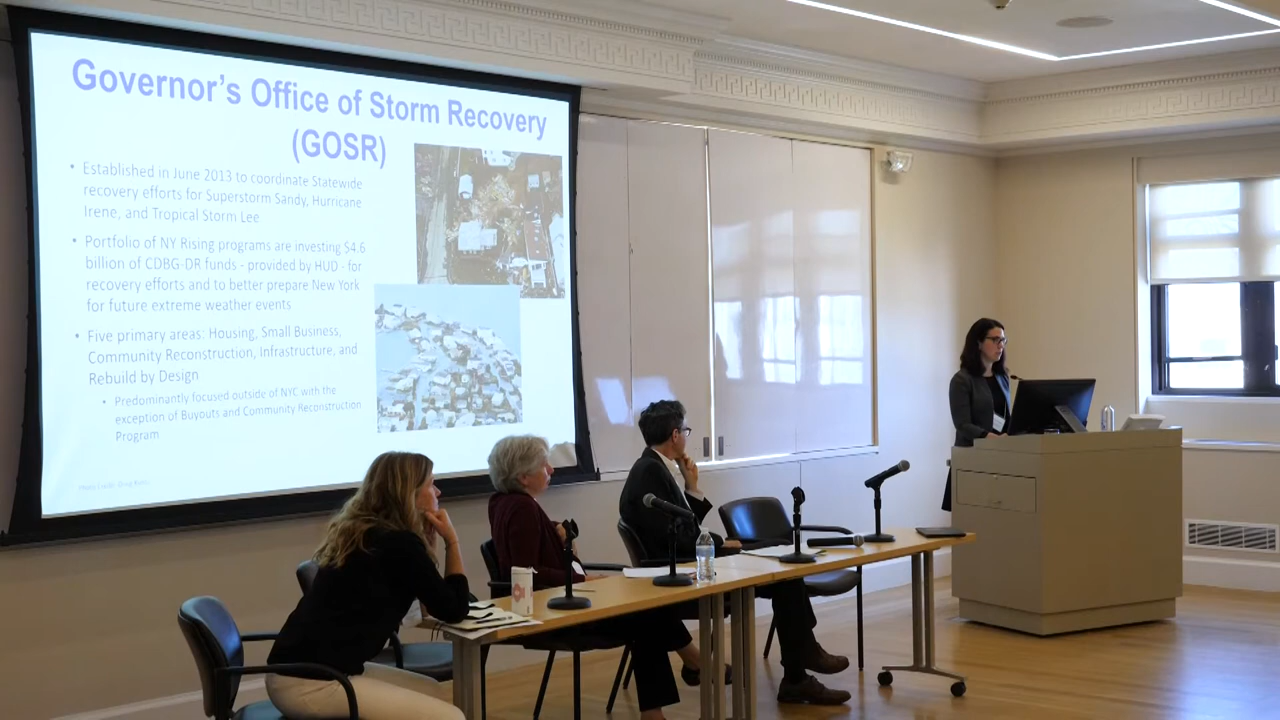 Governor's Office of Storm Recovery
(GOSR)
• Established in June 2013 to coordinate Statewide
recovery efforts for Superstorm Sandy, Hurricane
Irene, and Tropical Storm Lee
• Portfolio of NY Rising programs are investing $4.6
billion of CDBG-DR funds - provided by HUD - for
recovery efforts and to better prepare New York
for future extreme weather events
• Five primary areas: Housing, Small Business,
Community Reconstruction, Infrastructure, and
Rebuild by Design
• Predominantly focused outside of NYC with the
exception of Buyouts and Community Reconstruction
Program